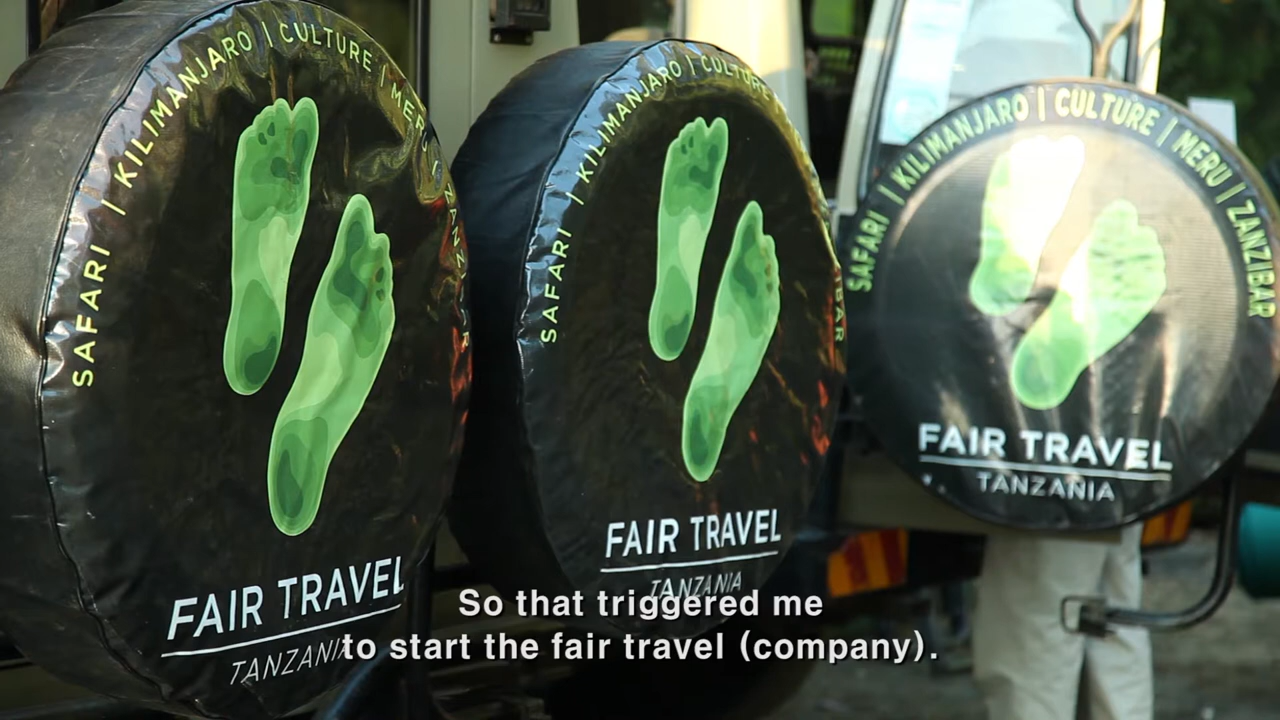 SAFARI | KILIMANJARO | CULTURE | MERU | ZANZIBAR
FAIR TRAVEL
TANZANIA
SAFARI | KILIMANJARO | CULTURE
FAIR TRAVEL
TANZANIA
SAFARI | KILIMANJARO | CULTURE | MERU | ZANZIBAR
FAIR TRAVEL
TANZANIA
So that triggered me
to start the fair travel (company).